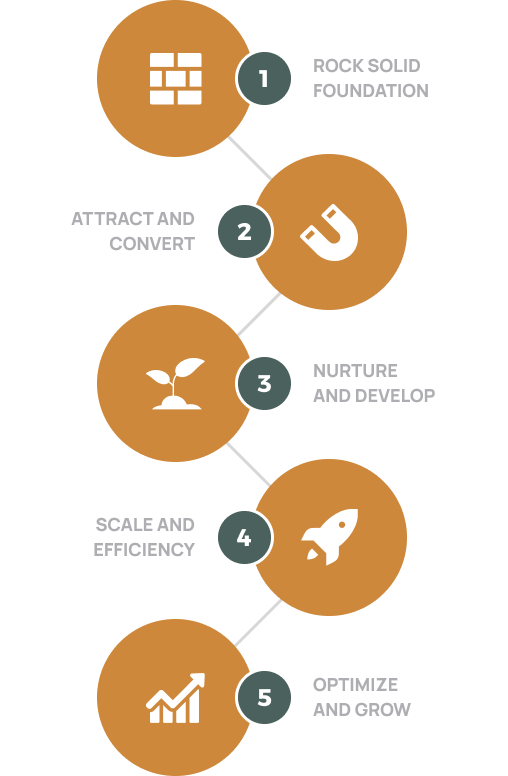 1
ROCK SOLID
FOUNDATION
2
ATTRACT AND
CONVERT
3
NURTURE
AND DEVELOP
4
SCALE AND
EFFICIENCY
5
OPTIMIZE
AND GROW